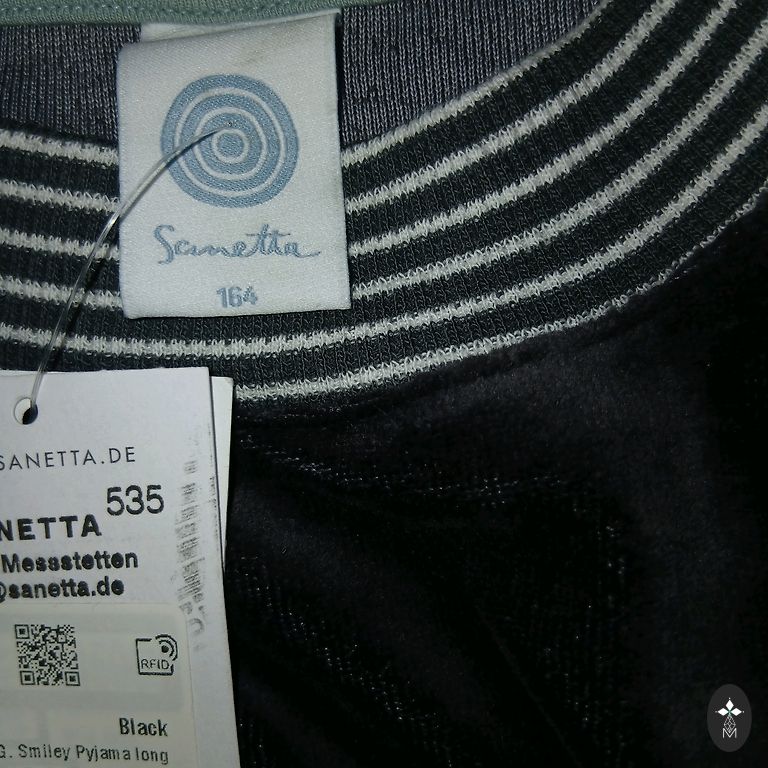 Sanetta
164
SANETTA.DE
535
NETTA
Messstetten
@sanetta.de
RFID
Black
G. Smiley Pyjama long
M